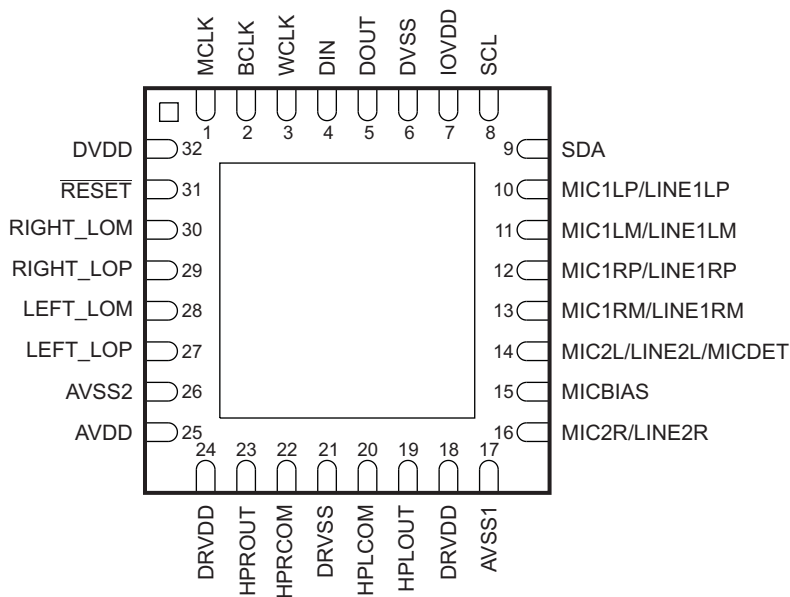 MCLK
BCLK
WCLK
DIN
DOUT
DVSS
IOVDD
SCL
1
2
3
4
5
6
7
8
DVDD 32
RESET 31
RIGHT_LOM 30
RIGHT_LOP 29
LEFT_LOM 28
LEFT_LOP 27
AVSS2 26
AVDD 25
9 SDA
10 MIC1LP/LINE1LP
11 MIC1LM/LINE1LM
12 MIC1RP/LINE1RP
13 MIC1RM/LINE1RM
14 MIC2L/LINE2L/MICDET
15 MICBIAS
16 MIC2R/LINE2R
24
23
22
21
20
19
18
17
DRVDD
HPROUT
HPRCOM
DRVSS
HPLCOM
HPLOUT
DRVDD
AVSS1